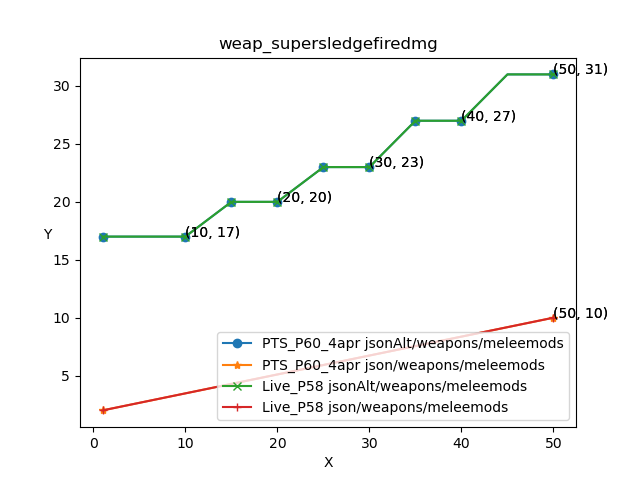 weap_supersledgefiredmg
30
25
20
15
10
5
Y
(50, 31)
(40, 27)
(30, 23)
(20, 20)
(10, 17)
(50, 10)
PTS_P60_4apr jsonAlt/weapons/meleemods
PTS_P60_4apr json/weapons/meleemods
Live_P58 jsonAlt/weapons/meleemods
Live_P58 json/weapons/meleemods
0 10 20 30 40 50
X